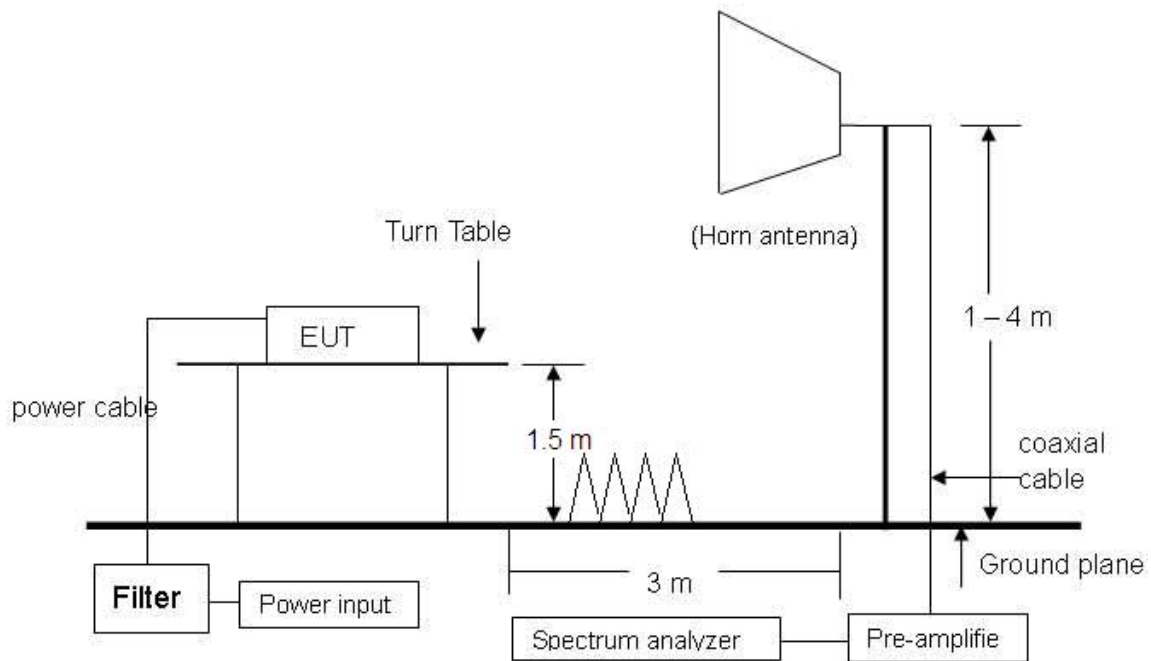 (Horn antenna)
Turn Table
1 – 4 m
EUT
power cable
1.5 m
coaxial
cable
Ground plane
3 m
Filter
Power input
Spectrum analyzer
Pre-amplifie